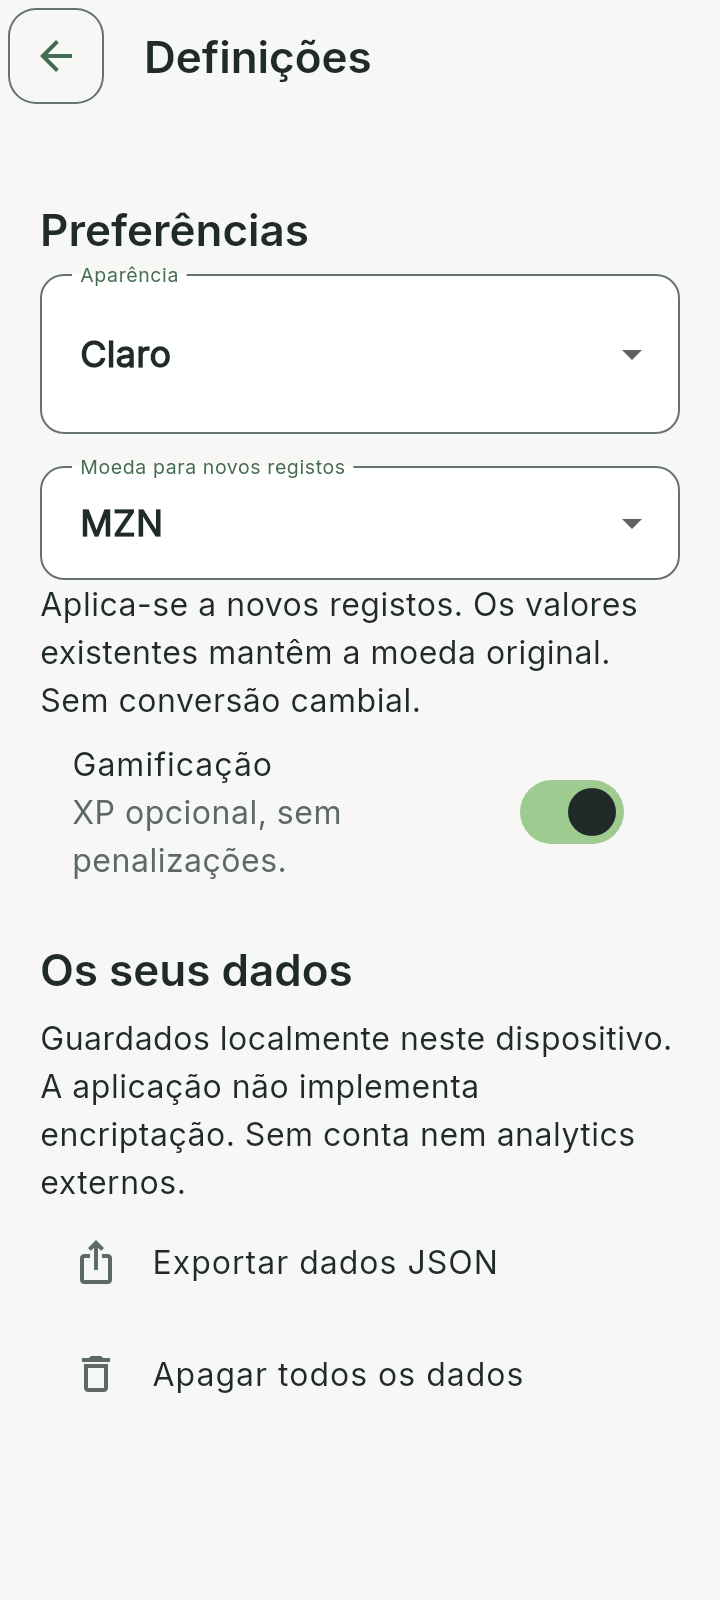 Definições
Preferências
Aparência
Claro
Moeda para novos registos
MZN
Aplica-se a novos registos. Os valores
existentes mantêm a moeda original.
Sem conversão cambial.
Gamificação
XP opcional, sem
penalizações.
Os seus dados
Guardados localmente neste dispositivo.
A aplicação não implementa
encriptação. Sem conta nem analytics
externos.
Exportar dados JSON
Apagar todos os dados